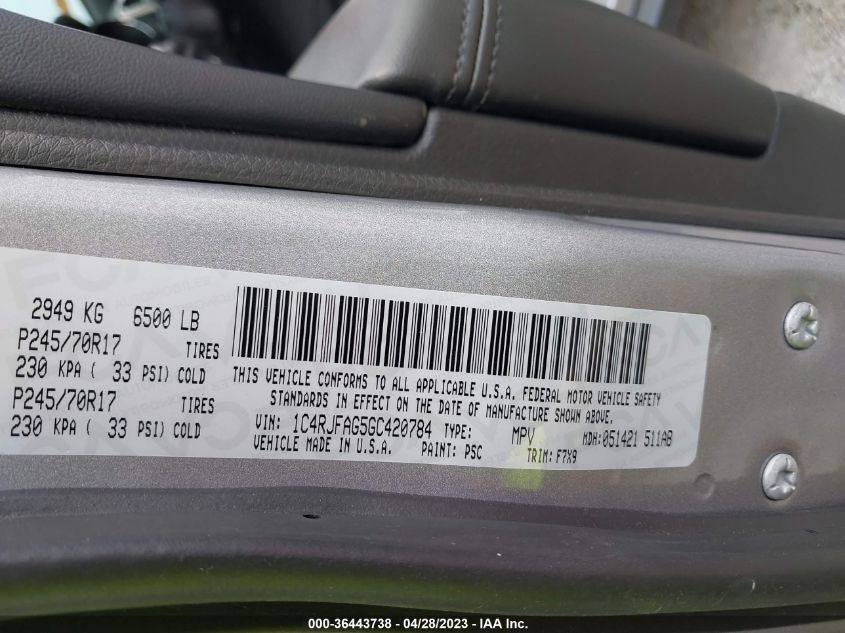 2949 KG 6500 LB
P245/70R17 TIRES
230 KPA ( 33 PSI) COLD
P245/70R17 TIRES
230 KPA ( 33 PSI) COLD
THIS VEHICLE CONFORMS TO ALL APPLICABLE U.S.A. FEDERAL MOTOR VEHICLE SAFETY
STANDARDS IN EFFECT ON THE DATE OF MANUFACTURE SHOWN ABOVE.
VIN: 1C4RJFAG5GC420784 TYPE: MPV MDH:051421 511AB
VEHICLE MADE IN U.S.A. PAINT: PSC TRIM: F7X9
000-36443738 - 04/28/2023 - IAA Inc.